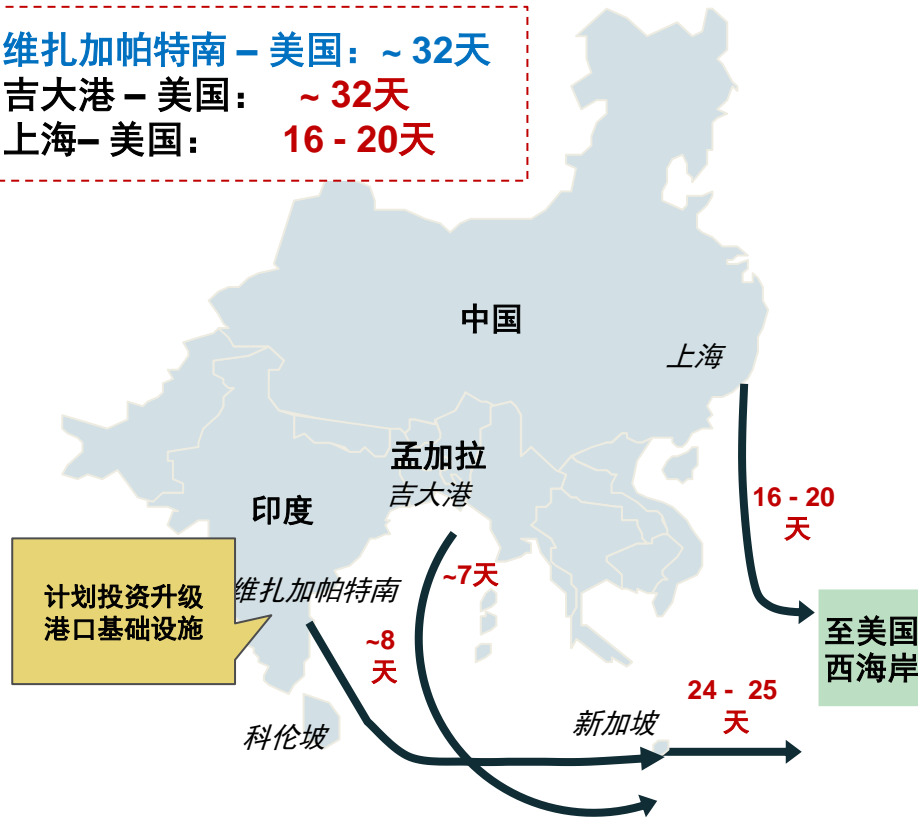 维扎加帕特南 – 美国：~ 32天
吉大港 – 美国： ~ 32天
上海– 美国： 16 - 20天
中国
上海
孟加拉
吉大港
印度
16 - 20
天
~7天
计划投资升级
港口基础设施
维扎加帕特南
~8
天
至美国
西海岸
24 - 25
天
新加坡
科伦坡